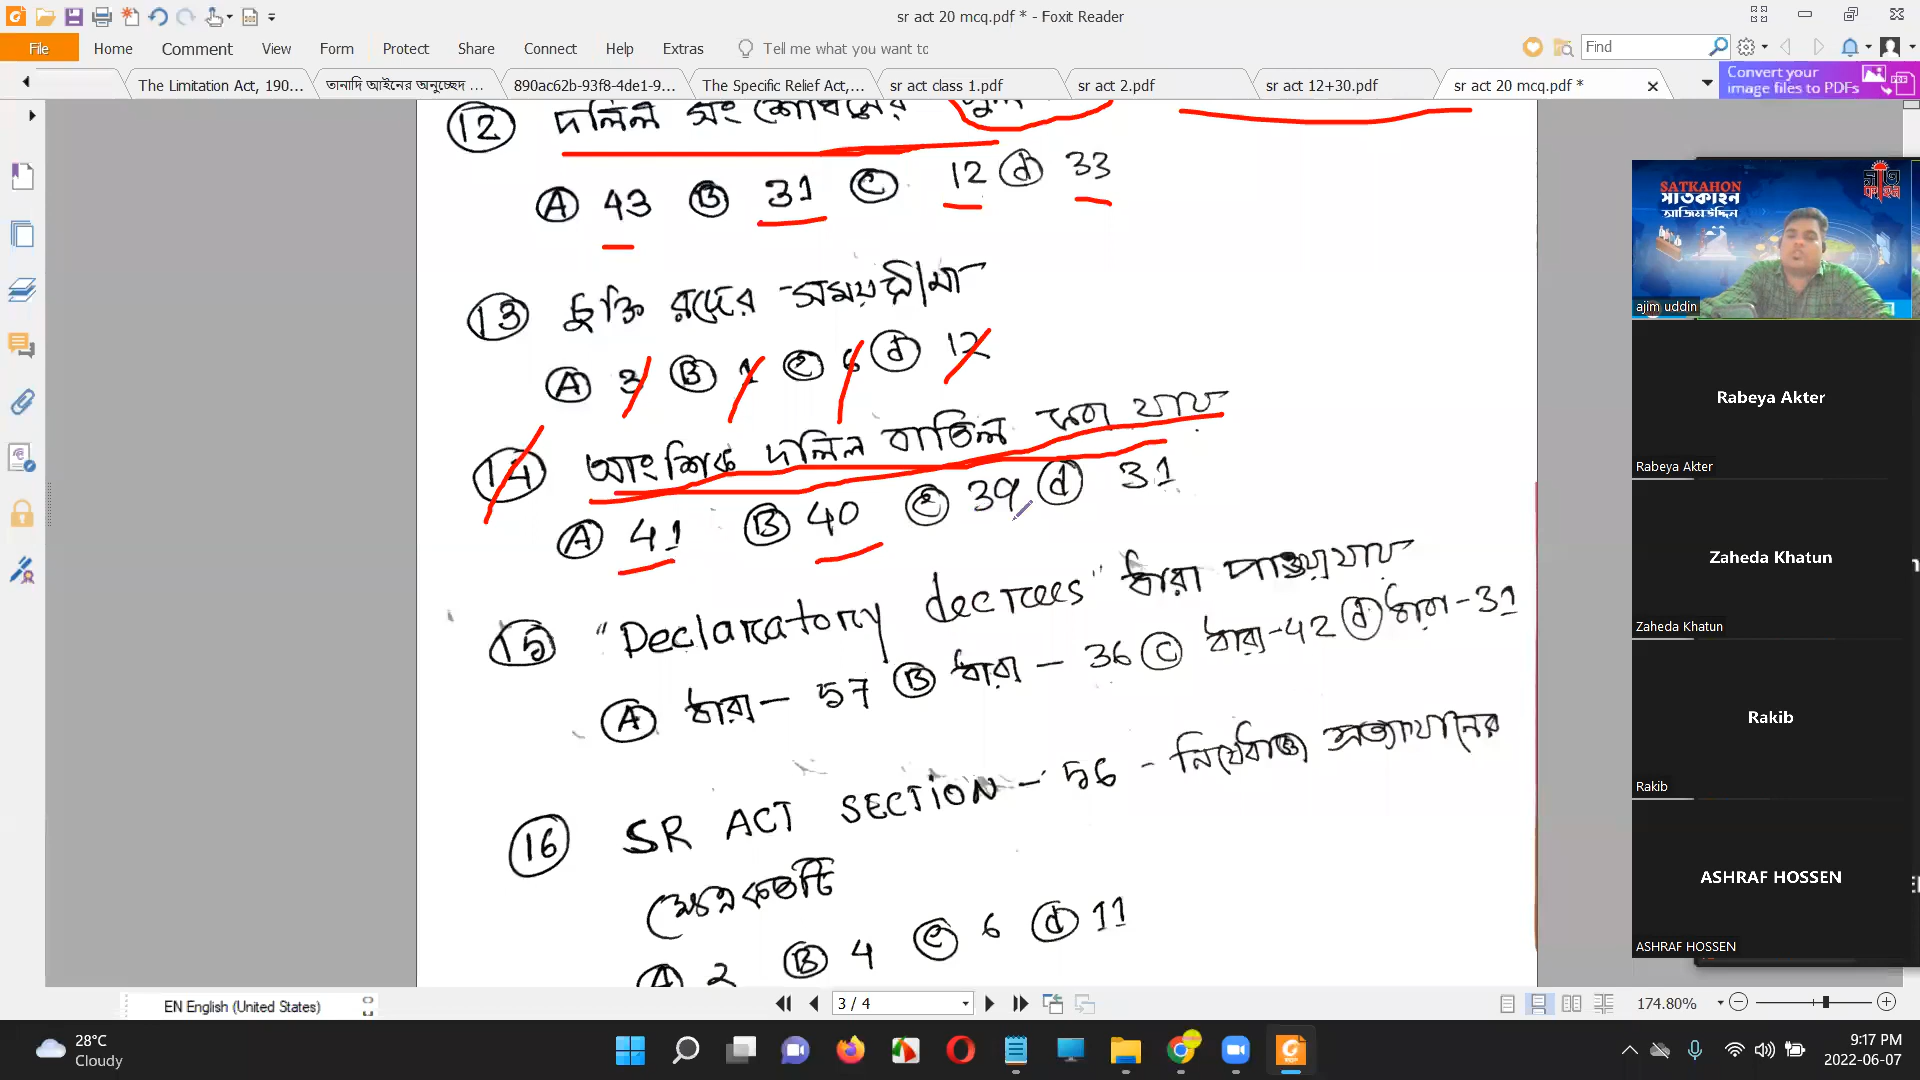 sr act 20 mcq.pdf * - Foxit Reader
File Home Comment View Form Protect Share Connect Help Extras Tell me what you want to Find
The Limitation Act, 190... তানাদি আইনের অনুচ্ছেদ ... 890ac62b-93f8-4de1-9... The Specific Relief Act,... sr act class 1.pdf sr act 2.pdf sr act 12+30.pdf sr act 20 mcq.pdf *
Convert your
image files to PDFs
12 দলিল সংশোধনের
A 43 B 31 C 12 d 33
13 চুক্তি রদের সময়সীমা
A 3 B 1 C 6 d 12
14 আংশিক দলিল বাতিল করা যায়
A 41 B 40 C 39 d 31
15 "Declaratory decrees" ধারা পাওয়া যায়
A ধারা - 57 B ধারা - 36 C ধারা-42 d ধারা-31
16 SR ACT SECTION - 56 -
A 2 B 4 C 6 d 11
SATKAHON
সাতকাহন
আজিম উদ্দিন
ajim uddin
Rabeya Akter
Rabeya Akter
Zaheda Khatun
Zaheda Khatun
Rakib
Rakib
ASHRAF HOSSEN
ASHRAF HOSSEN
EN English (United States)
3 / 4
174.80%
28°C
Cloudy
9:17 PM
2022-06-07